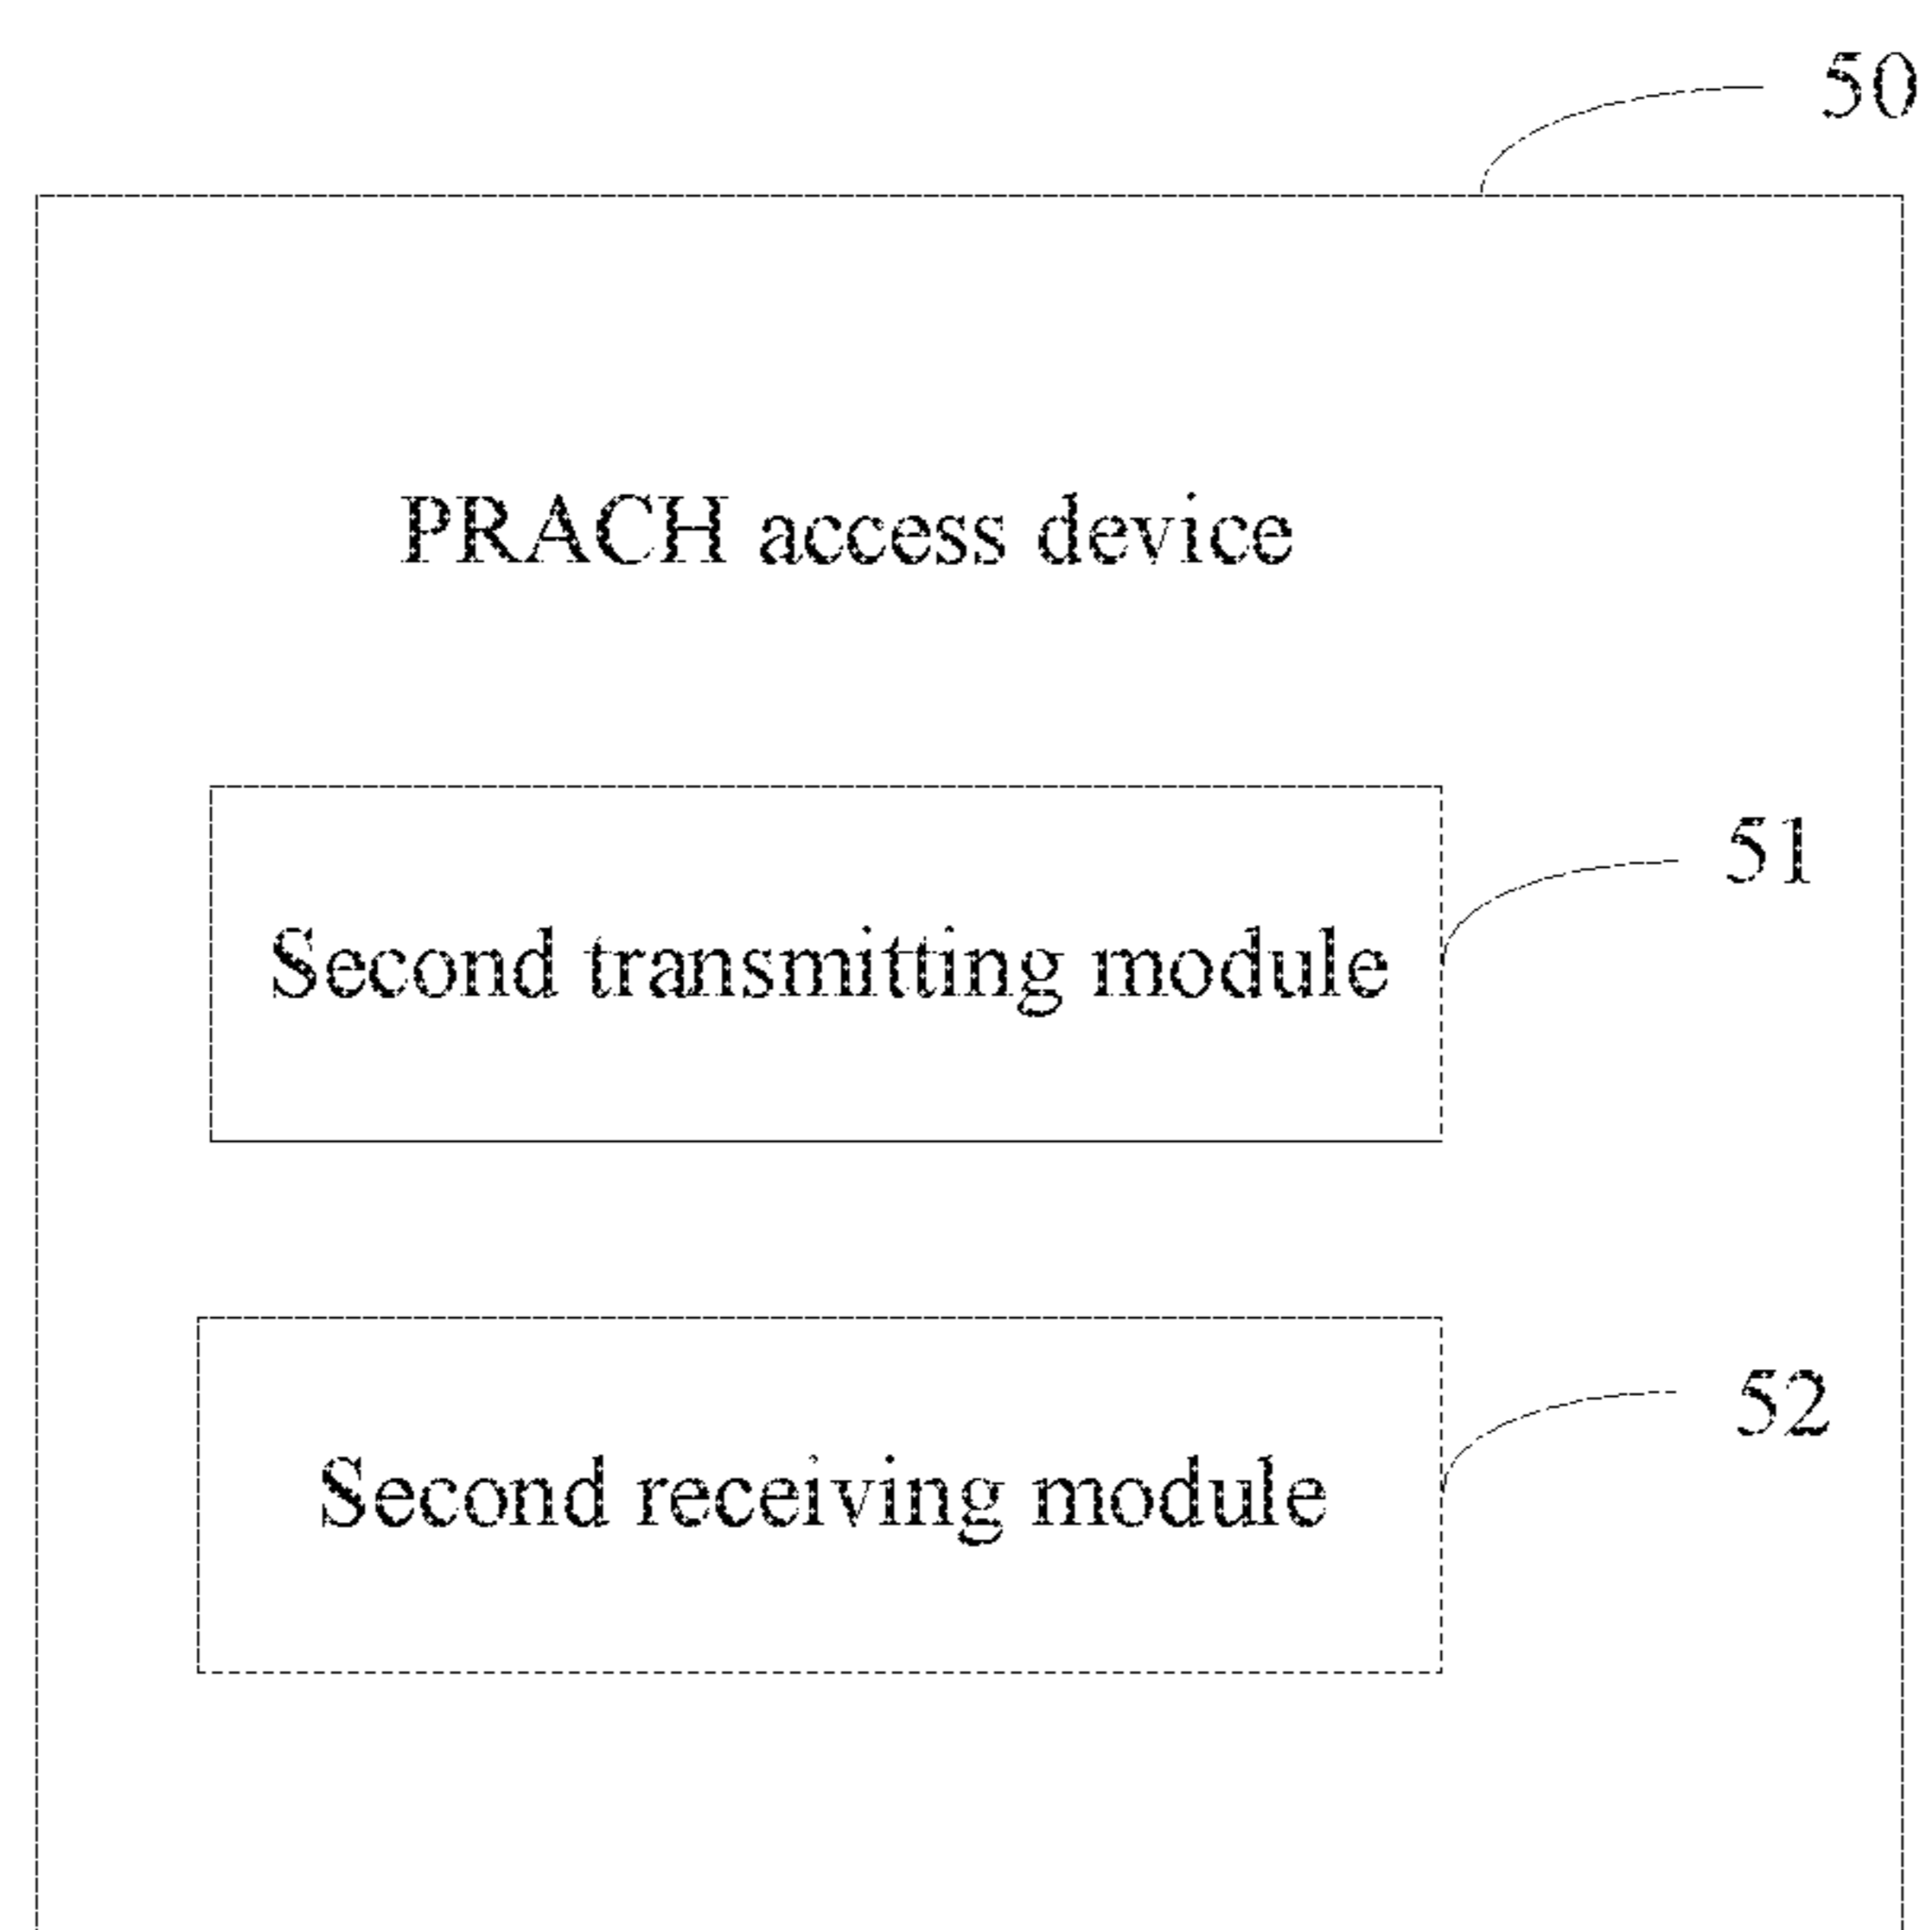 50
PRACH access device
51
Second transmitting module
52
Second receiving module